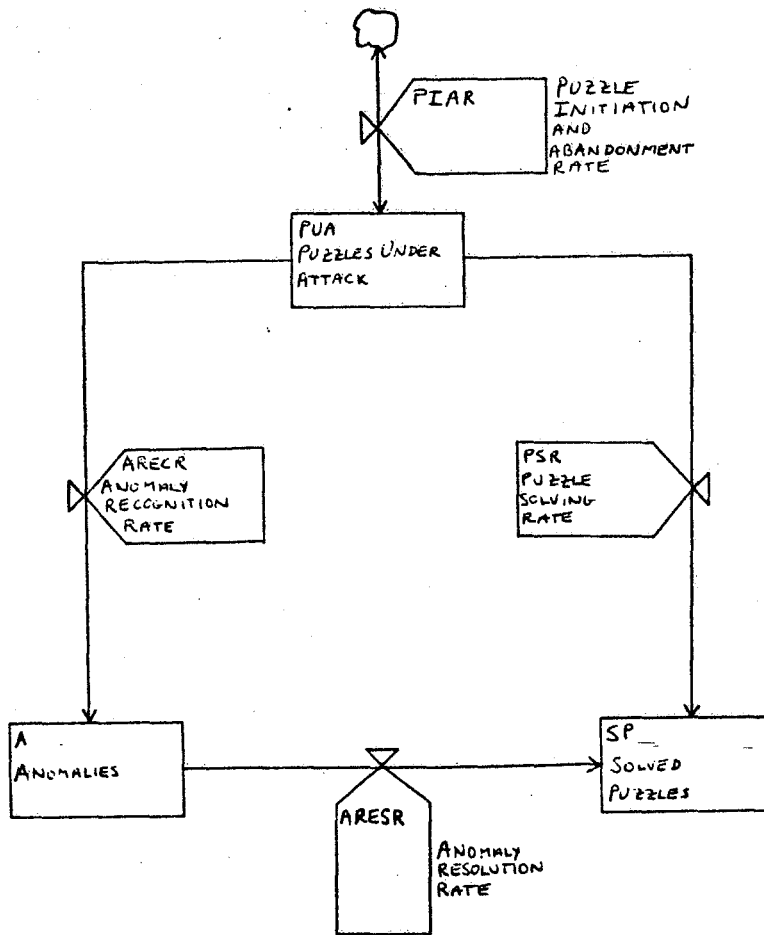 PIAR
PUZZLE
INITIATION
AND
ABANDONMENT
RATE
PUA
PUZZLES UNDER
ATTACK
ARECR
ANOMALY
RECOGNITION
RATE
PSR
PUZZLE
SOLVING
RATE
A
ANOMALIES
SP
SOLVED
PUZZLES
ARESR
ANOMALY
RESOLUTION
RATE